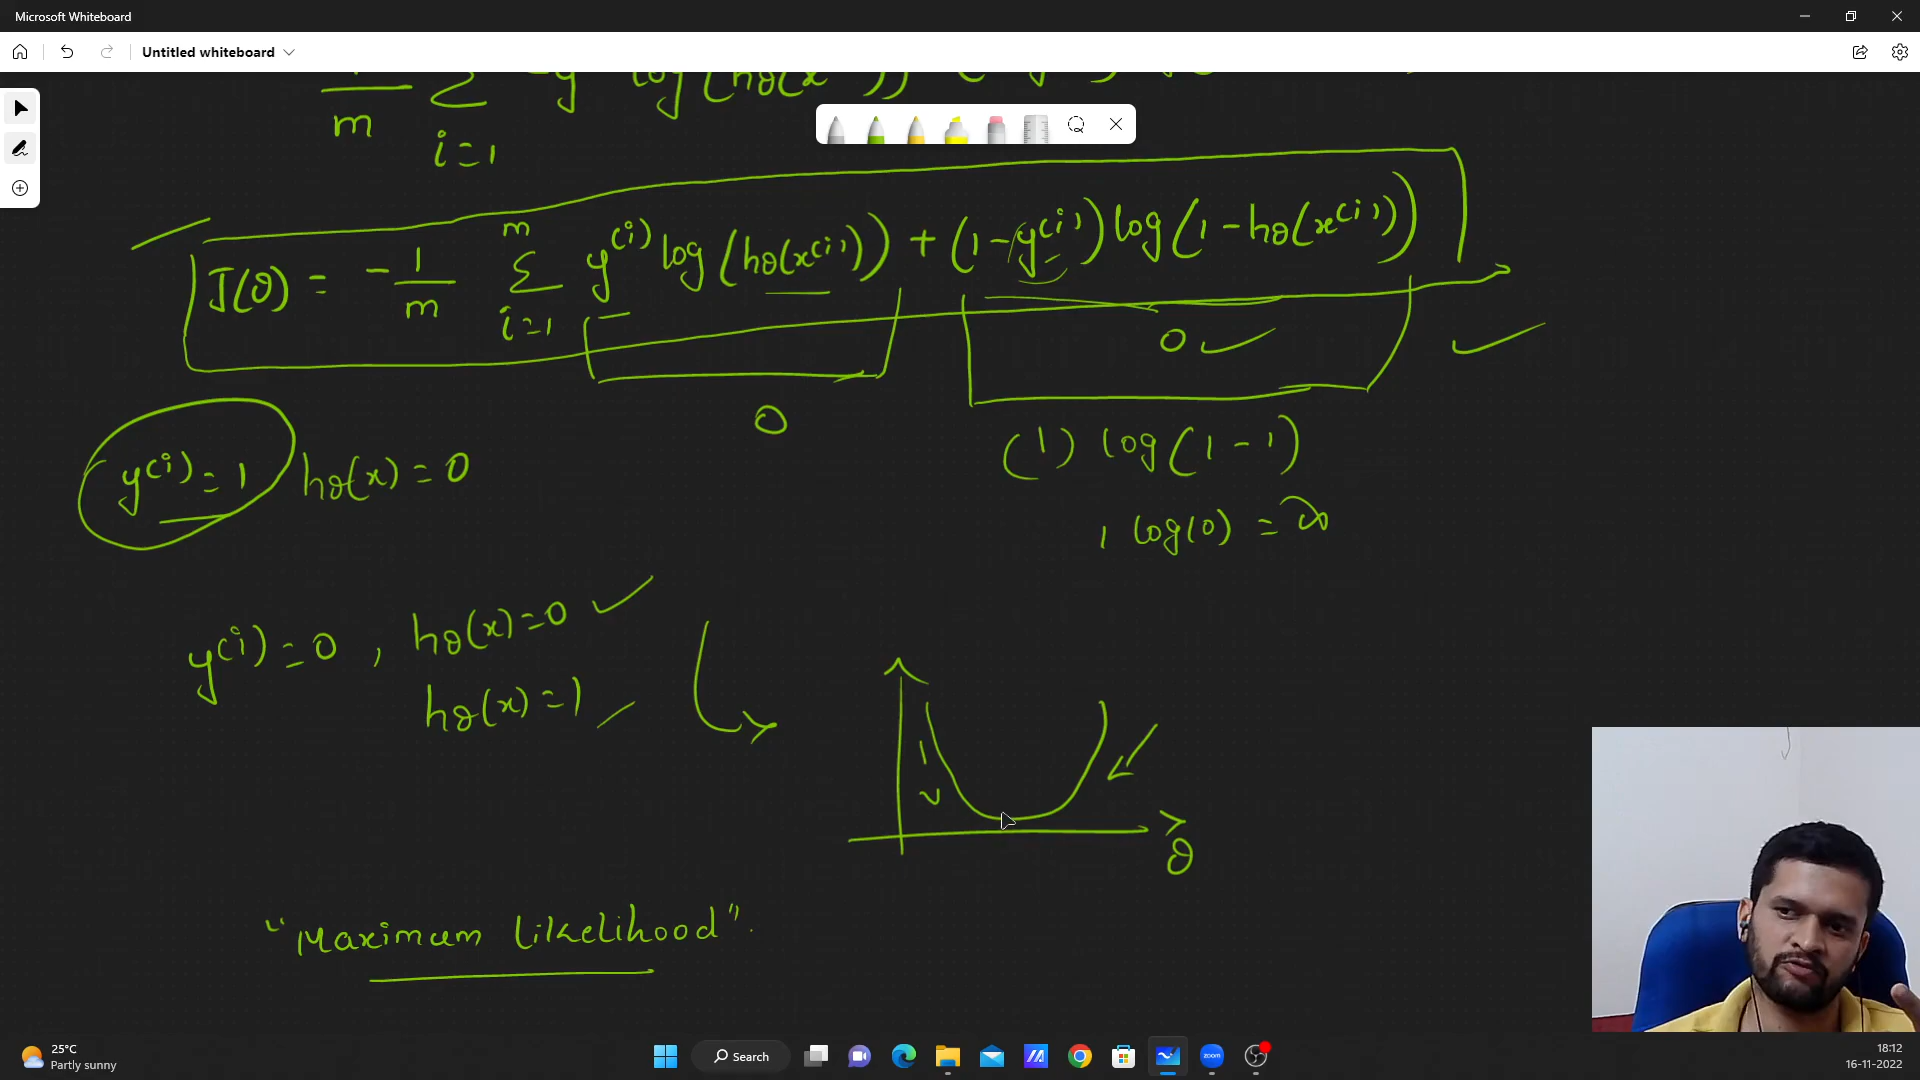 Microsoft Whiteboard
Untitled whiteboard
m
i=1
J(θ) = -1/m Σ_{i=1}^{m} y^(i) log(hθ(x^(i))) + (1-y^(i)) log(1-hθ(x^(i)))
0
0
y^(i)=1 hθ(x)=0
(1) log(1-1)
1 log(0) = ∞
y^(i)=0, hθ(x)=0
hθ(x)=1
θ
"Maximum likelihood".
25°C
Partly sunny
Search
zoom
18:12
16-11-2022